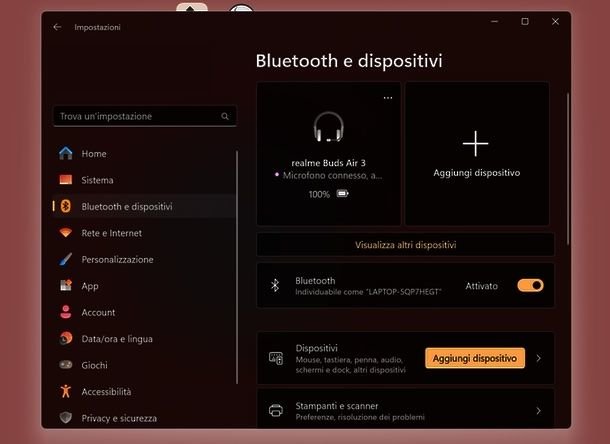 Impostazioni
Bluetooth e dispositivi
Trova un'impostazione
Home
Sistema
Bluetooth e dispositivi
Rete e Internet
Personalizzazione
App
Account
Data/ora e lingua
Giochi
Accessibilità
Privacy e sicurezza
realme Buds Air 3
Microfono connesso, a...
100%
Aggiungi dispositivo
Visualizza altri dispositivi
Bluetooth
Individuabile come "LAPTOP-SQP7HEGT"
Attivato
Dispositivi
Mouse, tastiera, penna, audio,
schermi e dock, altri dispositivi
Aggiungi dispositivo
Stampanti e scanner
Preferenze, risoluzione dei problemi